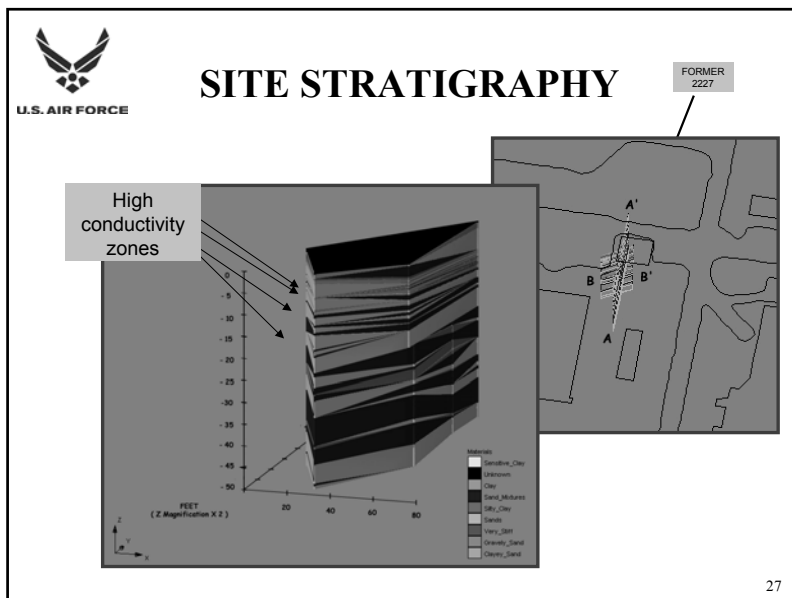 U.S. AIR FORCE
SITE STRATIGRAPHY
FORMER
2227
High
conductivity
zones
A'
B
B'
A
0
-5
-10
-15
-20
-25
-30
-35
-40
-45
-50
20
40
60
80
FEET
( Z Magnification X 2 )
Z
Y
X
Materials
Sensitive_Clay
Unknown
Clay
Sand_Mixtures
Silty_Clay
Sands
Very_Stiff
Gravely_Sand
Clayey_Sand
27